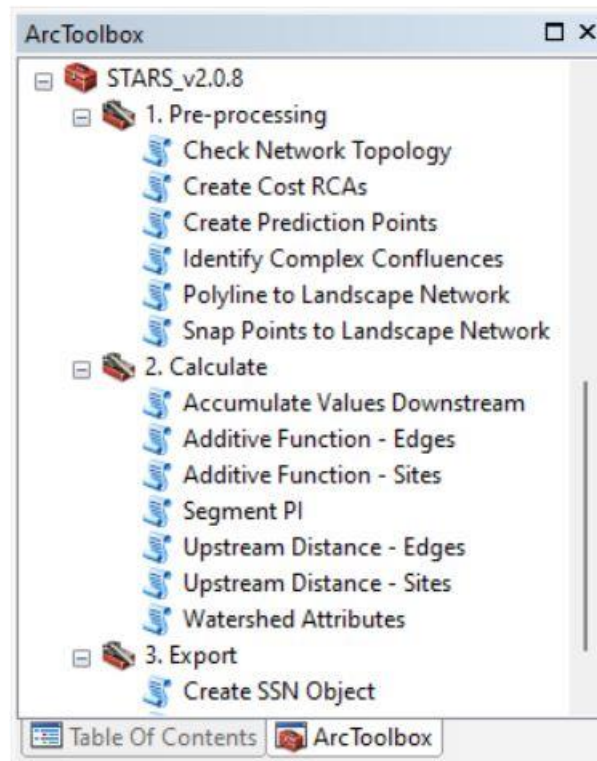 ArcToolbox
STARS_v2.0.8
1. Pre-processing
Check Network Topology
Create Cost RCAs
Create Prediction Points
Identify Complex Confluences
Polyline to Landscape Network
Snap Points to Landscape Network
2. Calculate
Accumulate Values Downstream
Additive Function - Edges
Additive Function - Sites
Segment PI
Upstream Distance - Edges
Upstream Distance - Sites
Watershed Attributes
3. Export
Create SSN Object
Table Of Contents ArcToolbox